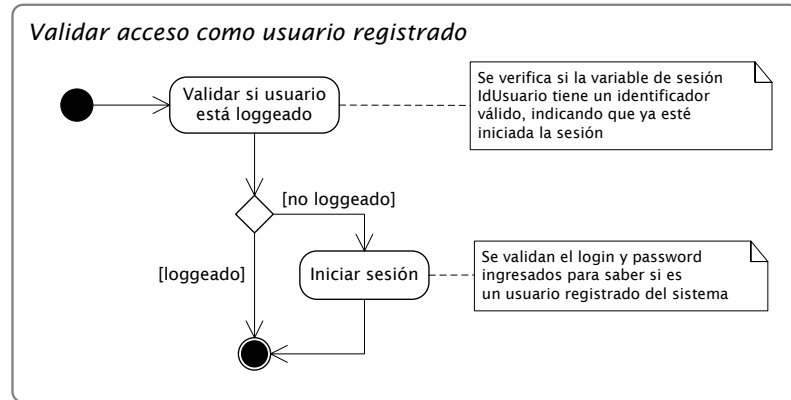 Validar acceso como usuario registrado
Validar si usuario
está loggeado
Se verifica si la variable de sesión
IdUsuario tiene un identificador
válido, indicando que ya esté
iniciada la sesión
[no loggeado]
[loggeado]
Iniciar sesión
Se validan el login y password
ingresados para saber si es
un usuario registrado del sistema